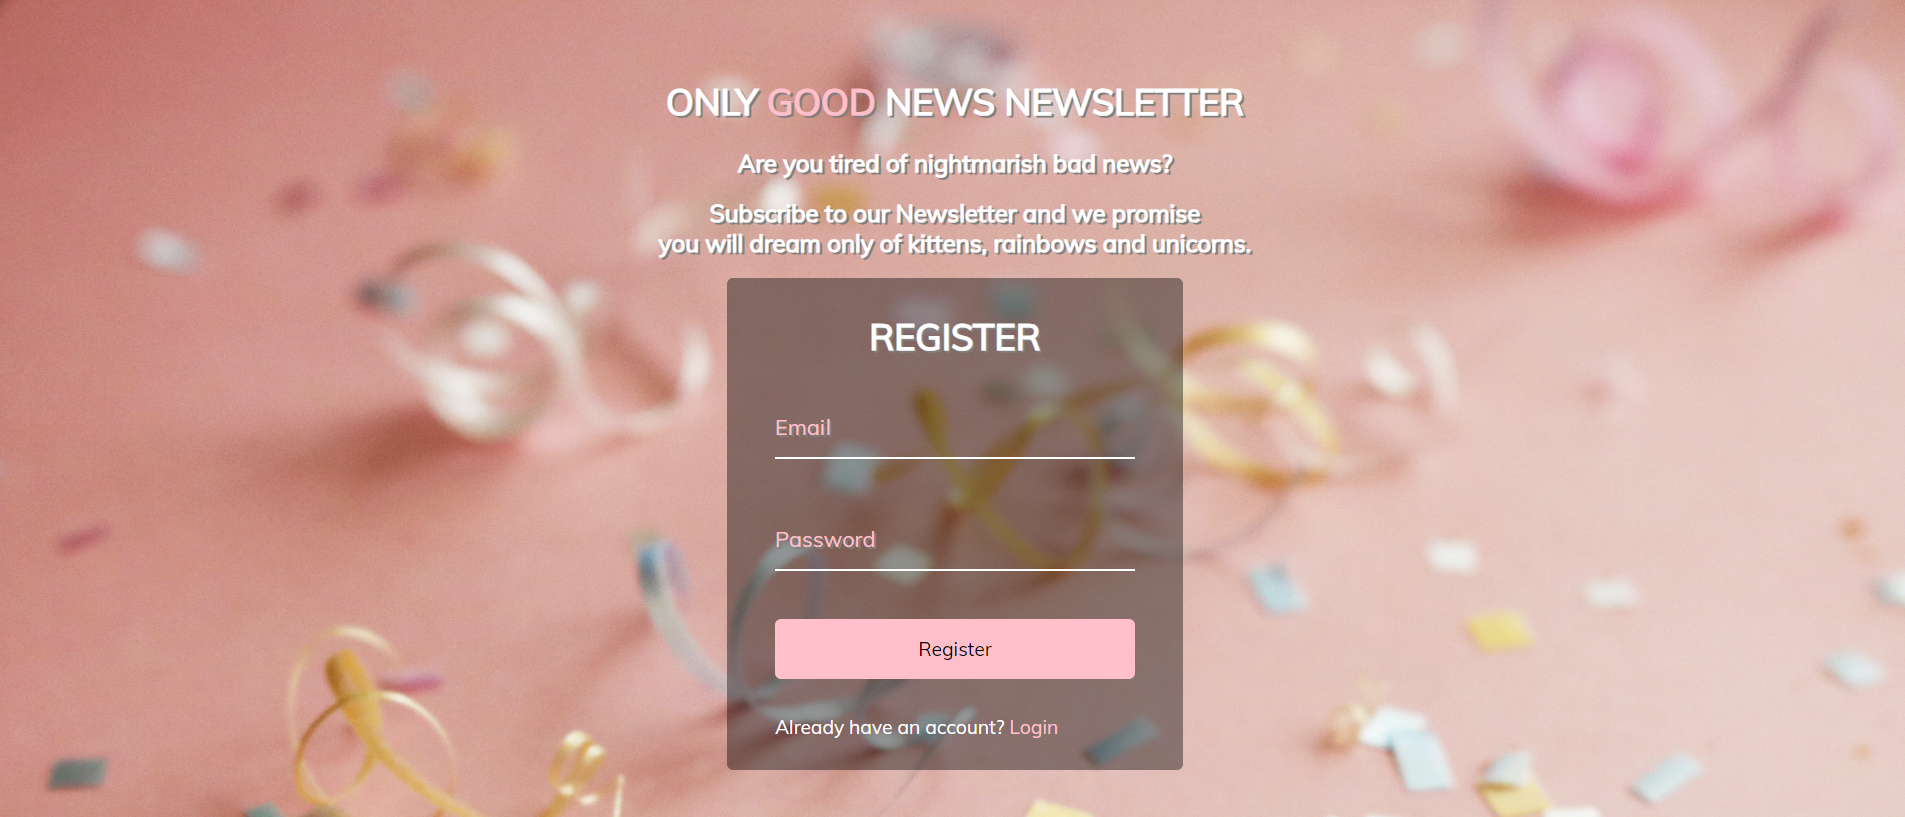 ONLY GOOD NEWS NEWSLETTER
Are you tired of nightmarish bad news?
Subscribe to our Newsletter and we promise
you will dream only of kittens, rainbows and unicorns.
REGISTER
Email
Password
Register
Already have an account? Login